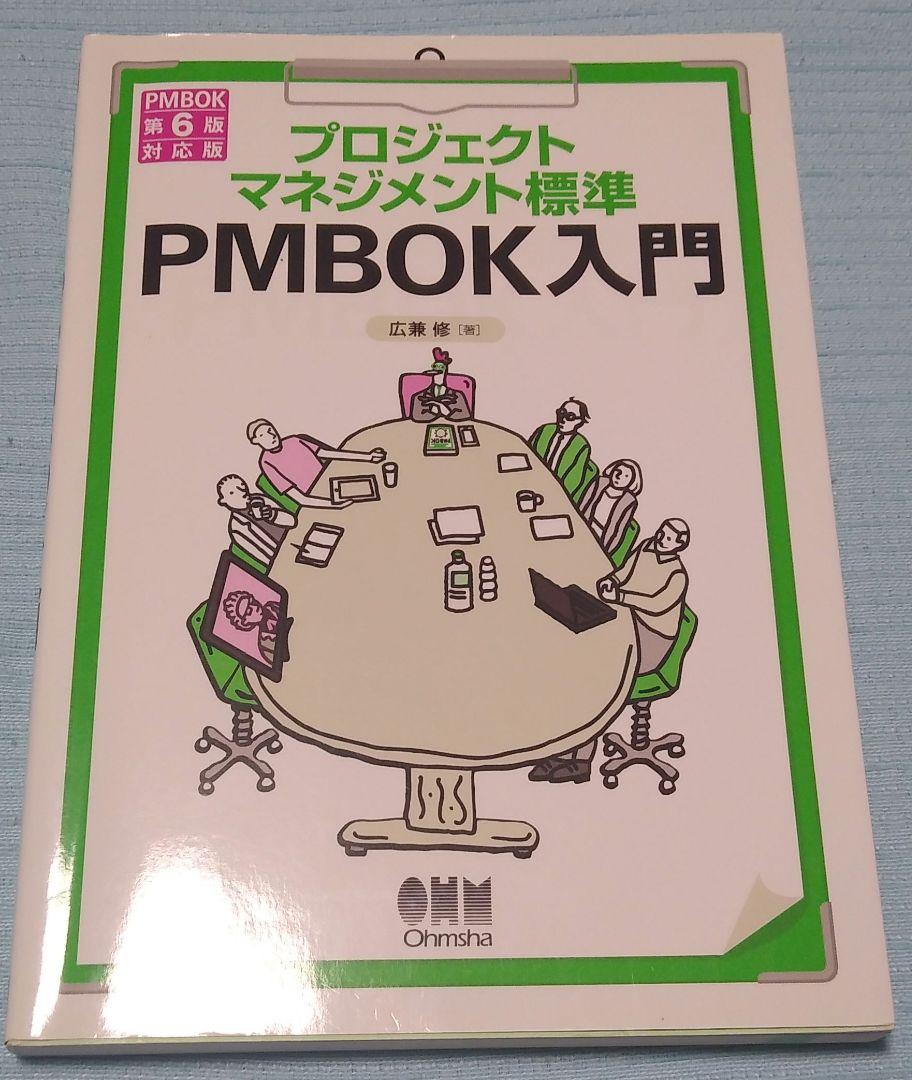 PMBOK
第6版
対応版
プロジェクト
マネジメント標準
PMBOK入門
広兼 修［著］
PMBOK
OHM
Ohmsha